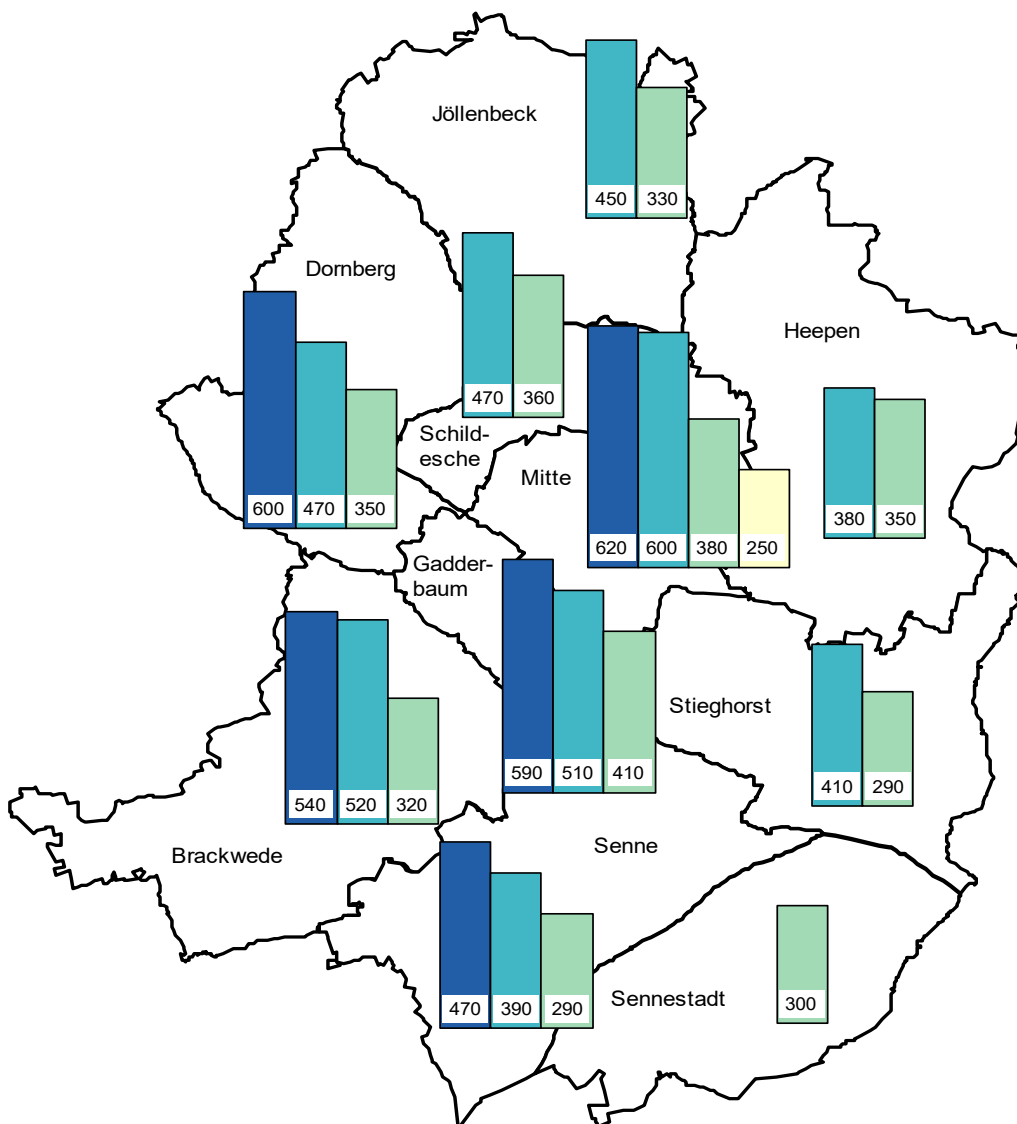 Jöllenbeck
450 330
Dornberg
Heepen
470 360
600 470 350
Schild-
esche
Mitte
380 350
620 600 380 250
Gadder-
baum
Stieghorst
590 510 410
410 290
540 520 320
Brackwede
Senne
470 390 290
Sennestadt
300